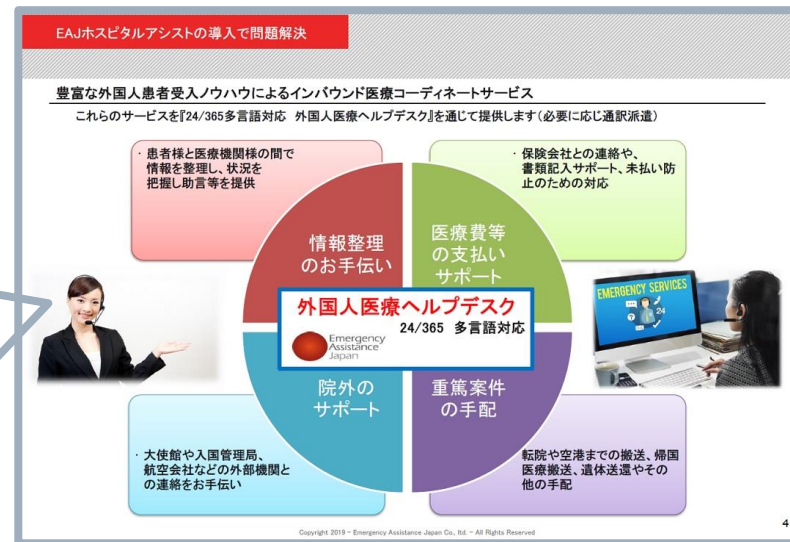 EAJホスピタルアシストの導入で問題解決
豊富な外国人患者受入ノウハウによるインバウンド医療コーディネートサービス
これらのサービスを『24/365多言語対応　外国人医療ヘルプデスク』を通じて提供します(必要に応じ通訳派遣)
・患者様と医療機関様の間で
情報を整理し、状況を
把握し助言等を提供
・保険会社との連絡や、
書類記入サポート、未払い防
止のための対応
情報整理
のお手伝い
医療費等
の支払い
サポート
外国人医療ヘルプデスク
24/365 多言語対応
Emergency
Assistance
Japan
EMERGENCY SERVICES
24
院外の
サポート
重篤案件
の手配
・大使館や入国管理局、
航空会社などの外部機関と
の連絡をお手伝い
転院や空港までの搬送、帰国
医療搬送、遺体送還やその
他の手配
Copyright 2019 - Emergency Assistance Japan Co., ltd. - All Rights Reserved
4